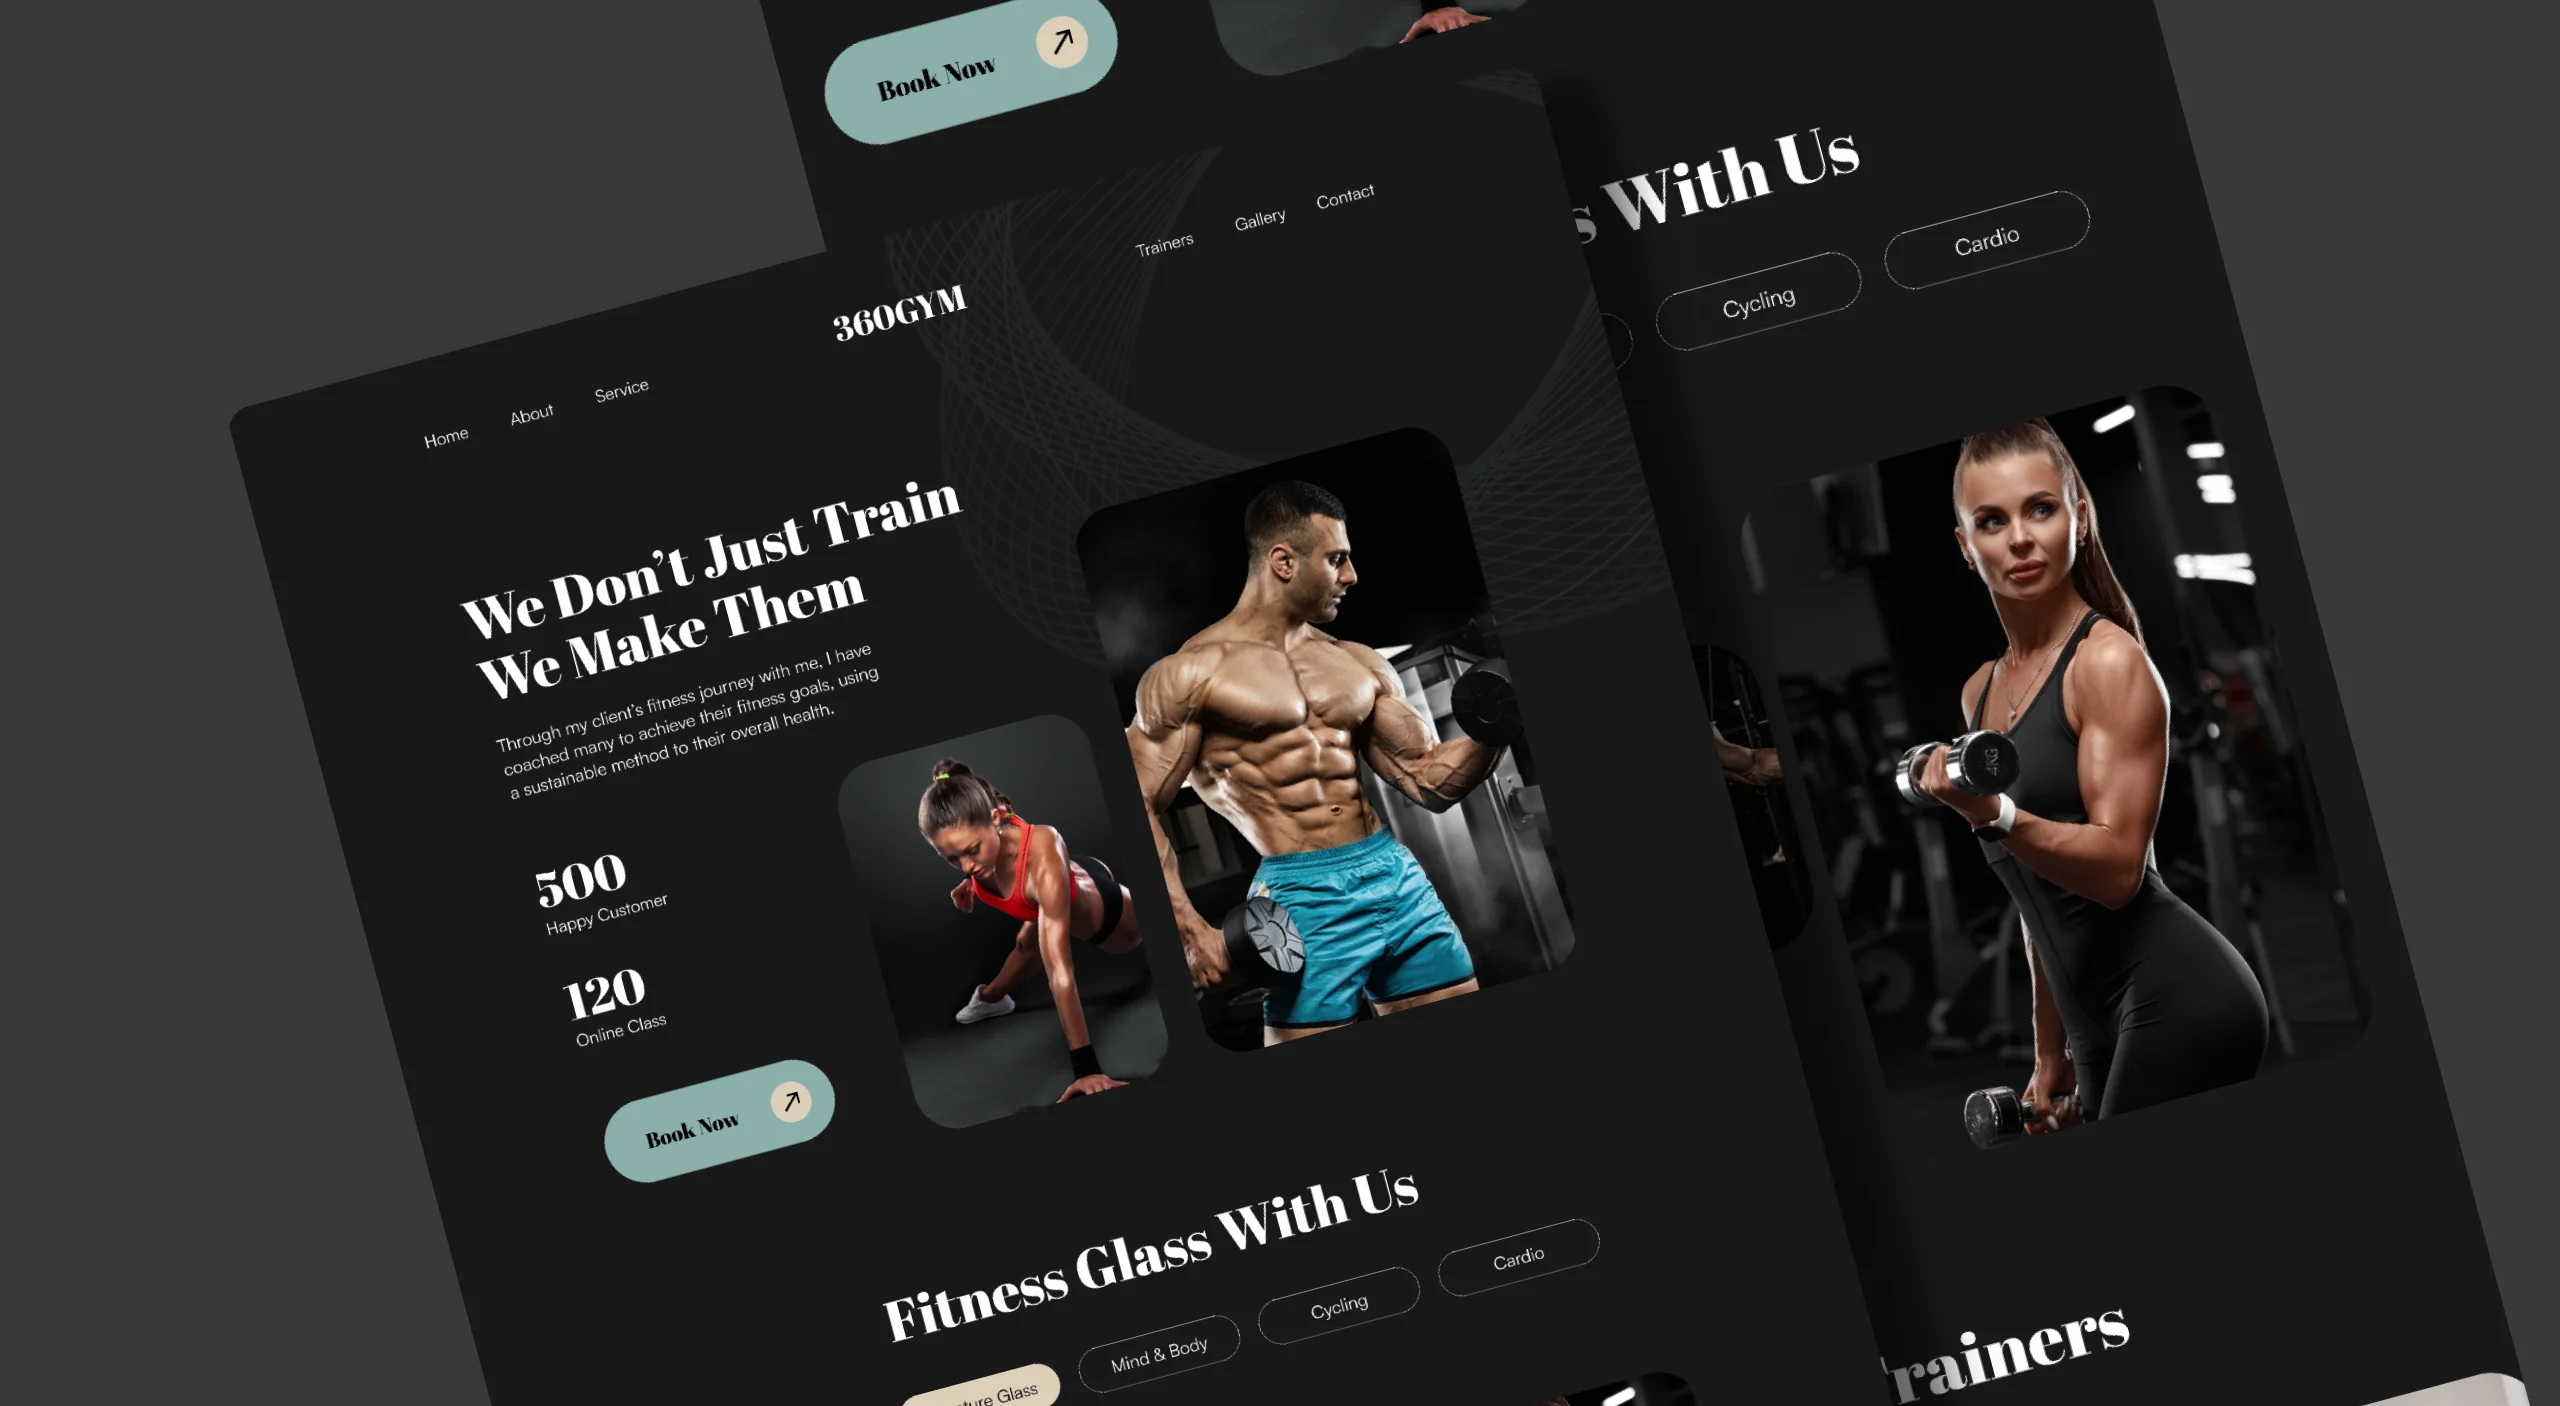 Book Now
s With Us
Cycling
Cardio
Home
About
Service
360GYM
Trainers
Gallery
Contact
We Don’t Just Train
We Make Them
Through my client’s fitness journey with me, I have
coached many to achieve their fitness goals, using
a sustainable method to their overall health.
500
Happy Customer
120
Online Class
Book Now
4KG
Fitness Glass With Us
ture Glass
Mind & Body
Cycling
Cardio
rainers